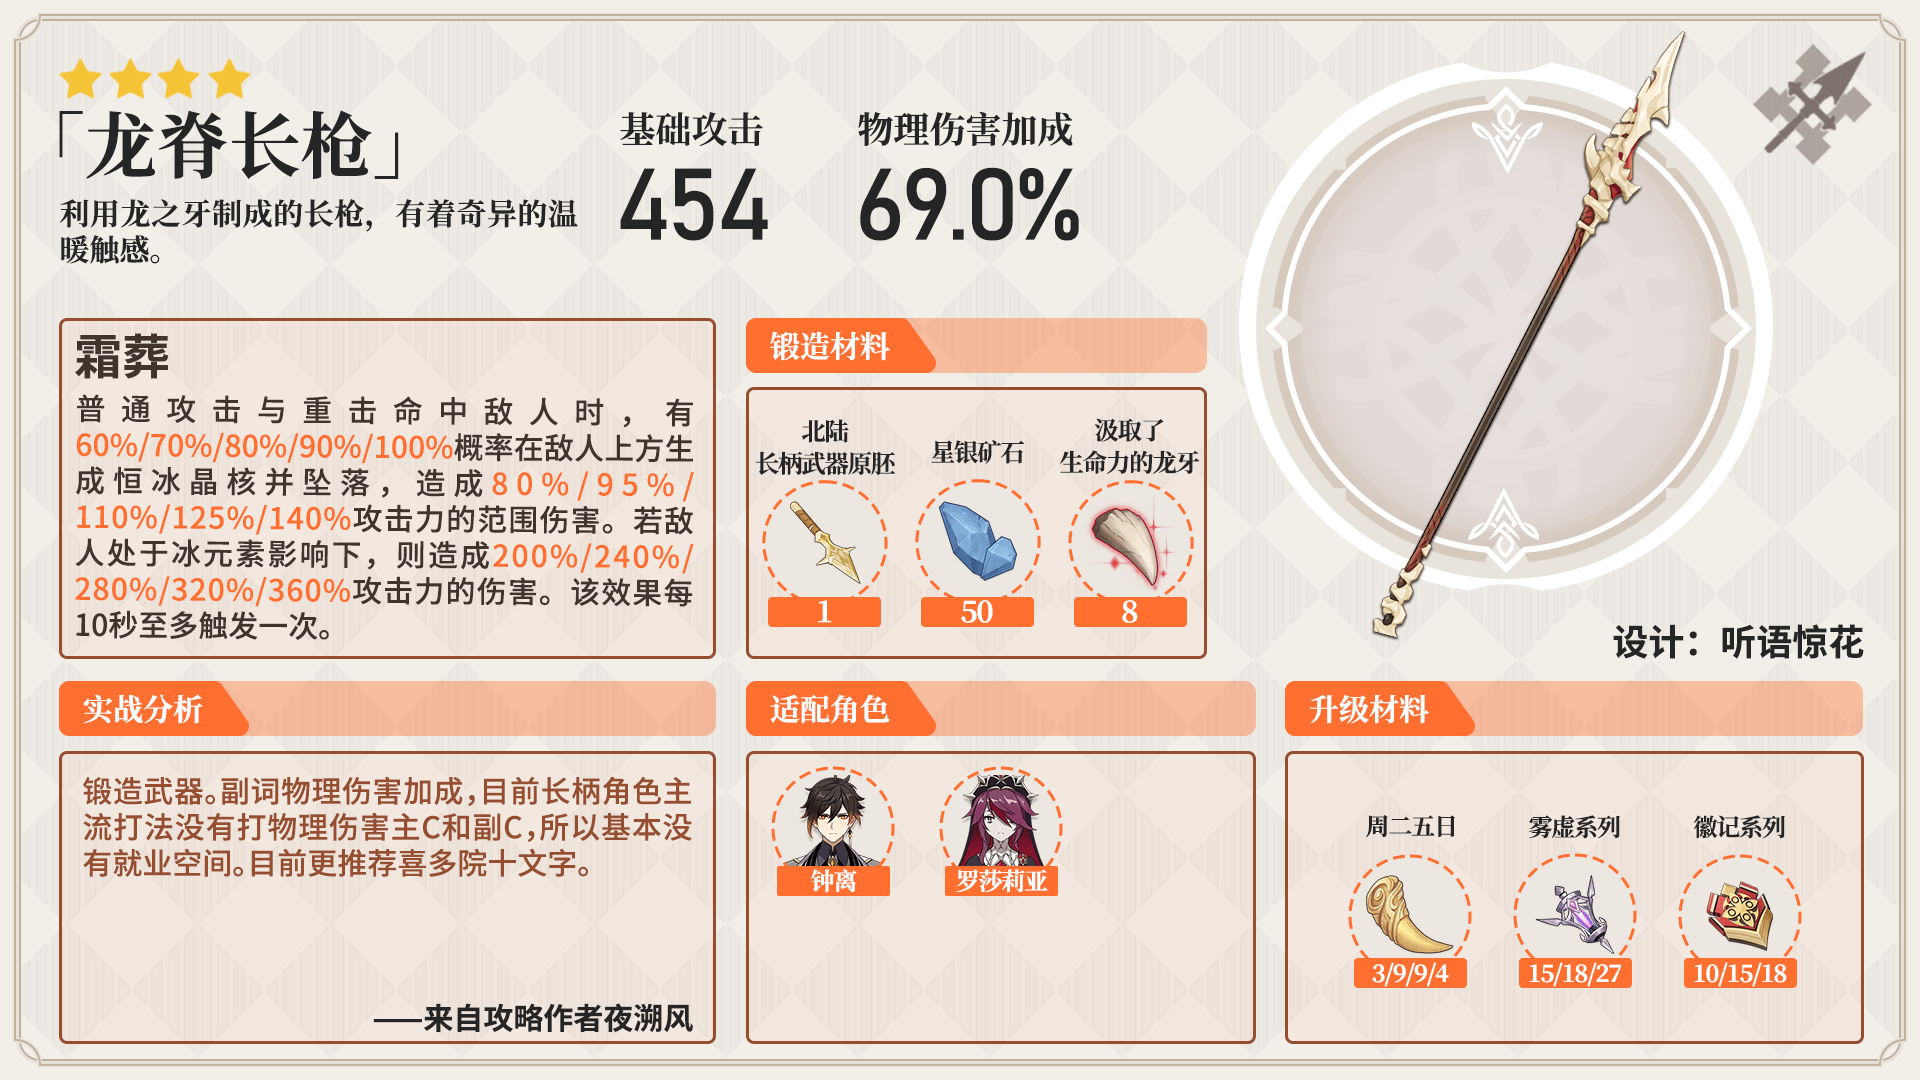 「龙脊长枪」
利用龙之牙制成的长枪，有着奇异的温
暖触感。
基础攻击
454
物理伤害加成
69.0%
霜葬
普通攻击与重击命中敌人时，有
60%/70%/80%/90%/100%概率在敌人上方生
成恒冰晶核并坠落，造成80%/95%/
110%/125%/140%攻击力的范围伤害。若敌
人处于冰元素影响下，则造成200%/240%/
280%/320%/360%攻击力的伤害。该效果每
10秒至多触发一次。
锻造材料
北陆
长柄武器原胚
1
星银矿石
50
汲取了
生命力的龙牙
8
设计：听语惊花
实战分析
锻造武器。副词物理伤害加成，目前长柄角色主
流打法没有打物理伤害主C和副C，所以基本没
有就业空间。目前更推荐喜多院十文字。
——来自攻略作者夜溯风
适配角色
钟离
罗莎莉亚
升级材料
周二五日
3/9/9/4
雾虚系列
15/18/27
徽记系列
10/15/18